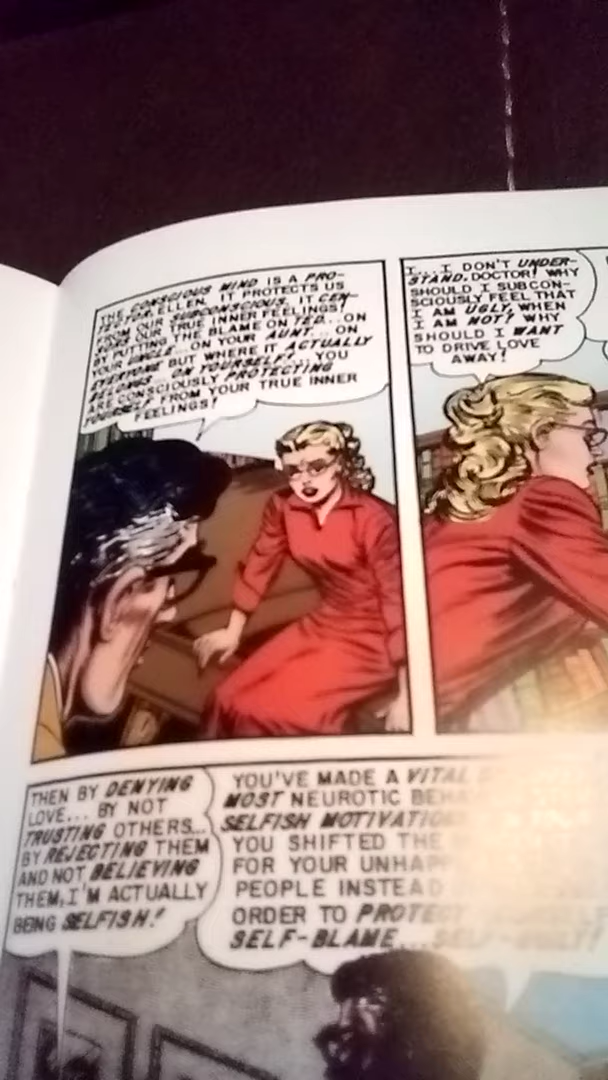 THE CONSCIOUS MIND IS A PRO-
TECTOR, ELLEN. IT PROTECTS US
FROM OUR SUBCONSCIOUS. IT CEN-
SORS OUR TRUE INNER FEELINGS!
BY PUTTING THE BLAME ON TED...ON
YOUR UNCLE...ON YOUR AUNT...ON
EVERYONE BUT WHERE IT ACTUALLY
BELONGS...ON YOURSELF!...YOU
ARE CONSCIOUSLY PROTECTING
YOURSELF FROM YOUR TRUE INNER
FEELINGS!
I...I DON'T UNDER-
STAND, DOCTOR! WHY
SHOULD I SUBCON-
SCIOUSLY FEEL THAT
I AM UGLY WHEN
I AM NOT? WHY
SHOULD I WANT
TO DRIVE LOVE
AWAY!
THEN BY DENYING
LOVE... BY NOT
TRUSTING OTHERS...
BY REJECTING THEM
AND NOT BELIEVING
THEM, I'M ACTUALLY
BEING SELFISH!
YOU'VE MADE A VITAL
MOST NEUROTIC
SELFISH
YOU SHIFTED THE
FOR YOUR
PEOPLE INSTEAD
ORDER TO
SELF-BLAME...SELF-GUILT!